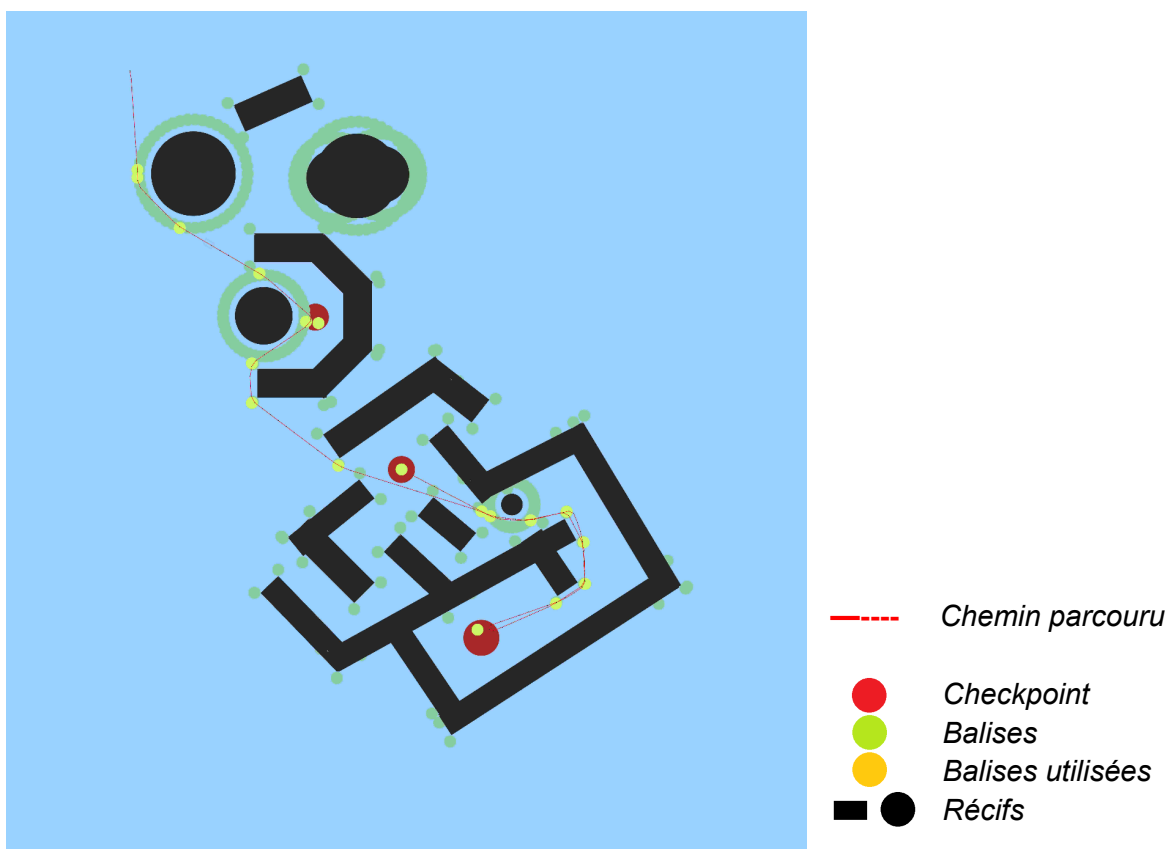 Chemin parcouru
Checkpoint
Balises
Balises utilisées
Récifs